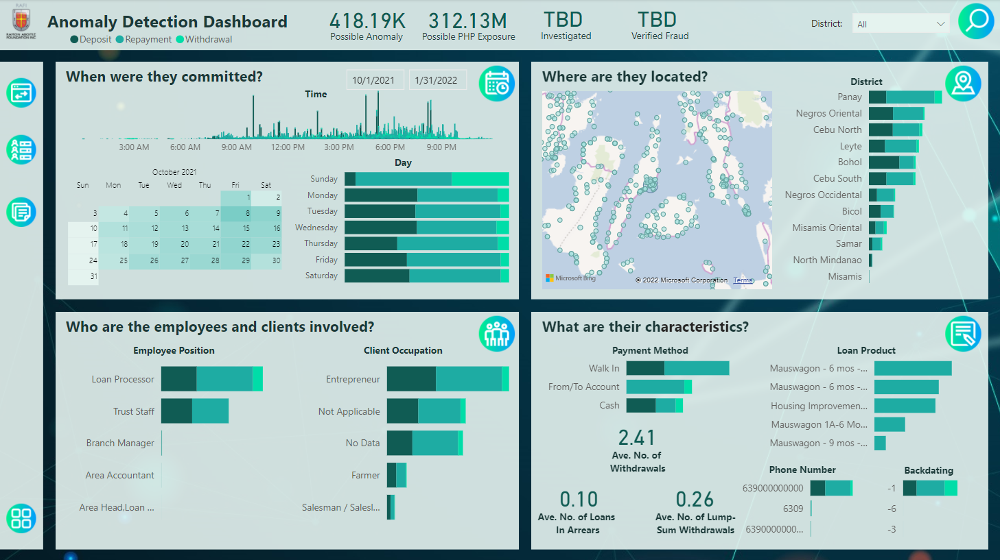 RAFI
RAMON ABOITIZ
FOUNDATION INC
Anomaly Detection Dashboard
Deposit Repayment Withdrawal
418.19K
Possible Anomaly
312.13M
Possible PHP Exposure
TBD
Investigated
TBD
Verified Fraud
District: All
When were they committed?
10/1/2021 1/31/2022
Time
3:00 AM 6:00 AM 9:00 AM 12:00 PM 3:00 PM 6:00 PM 9:00 PM
October 2021
Sun Mon Tue Wed Thu Fri Sat
1 2
3 4 5 6 7 8 9
10 11 12 13 14 15 16
17 18 19 20 21 22 23
24 25 26 27 28 29 30
31
Day
Sunday
Monday
Tuesday
Wednesday
Thursday
Friday
Saturday
Where are they located?
Microsoft Bing
© 2022 Microsoft Corporation Terms
District
Panay
Negros Oriental
Cebu North
Leyte
Bohol
Cebu South
Negros Occidental
Bicol
Misamis Oriental
Samar
North Mindanao
Misamis
Who are the employees and clients involved?
Employee Position
Loan Processor
Trust Staff
Branch Manager
Area Accountant
Area Head,Loan ...
Client Occupation
Entrepreneur
Not Applicable
No Data
Farmer
Salesman / Salesl...
What are their characteristics?
Payment Method
Walk In
From/To Account
Cash
2.41
Ave. No. of
Withdrawals
0.10
Ave. No. of Loans
In Arrears
0.26
Ave. No. of Lump-
Sum Withdrawals
Loan Product
Mauswagon - 6 mos -...
Mauswagon - 6 mos -...
Housing Improvemen...
Mauswagon 1A-6 Mo...
Mauswagon - 9 mos -...
Phone Number
639000000000
6309
6390000000...
Backdating
-1
-6
-3